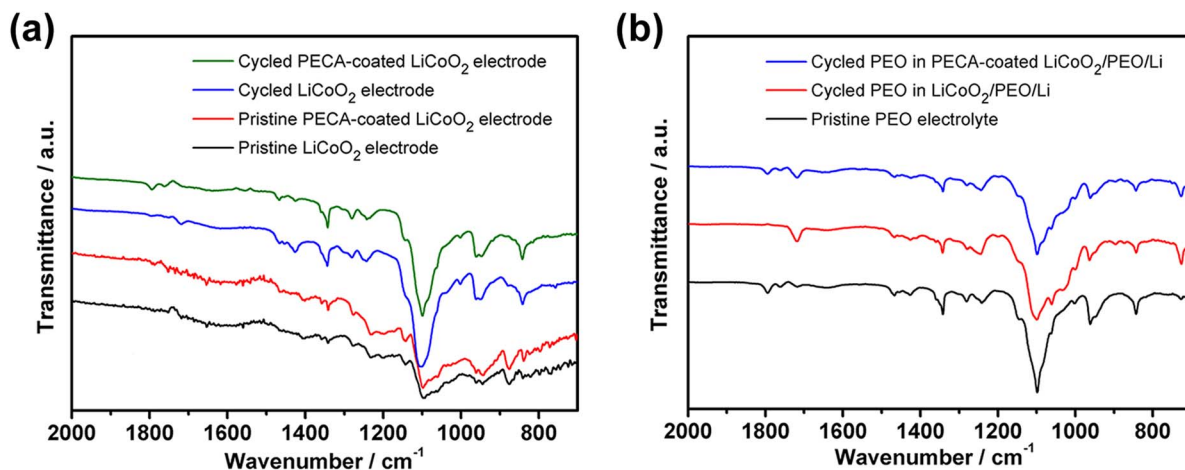 (a)
Cycled PECA-coated LiCoO2 electrode
Cycled LiCoO2 electrode
Pristine PECA-coated LiCoO2 electrode
Pristine LiCoO2 electrode
Transmittance / a.u.
2000 1800 1600 1400 1200 1000 800
Wavenumber / cm-1
(b)
Cycled PEO in PECA-coated LiCoO2/PEO/Li
Cycled PEO in LiCoO2/PEO/Li
Pristine PEO electrolyte
Transmittance / a.u.
2000 1800 1600 1400 1200 1000 800
Wavenumber / cm-1